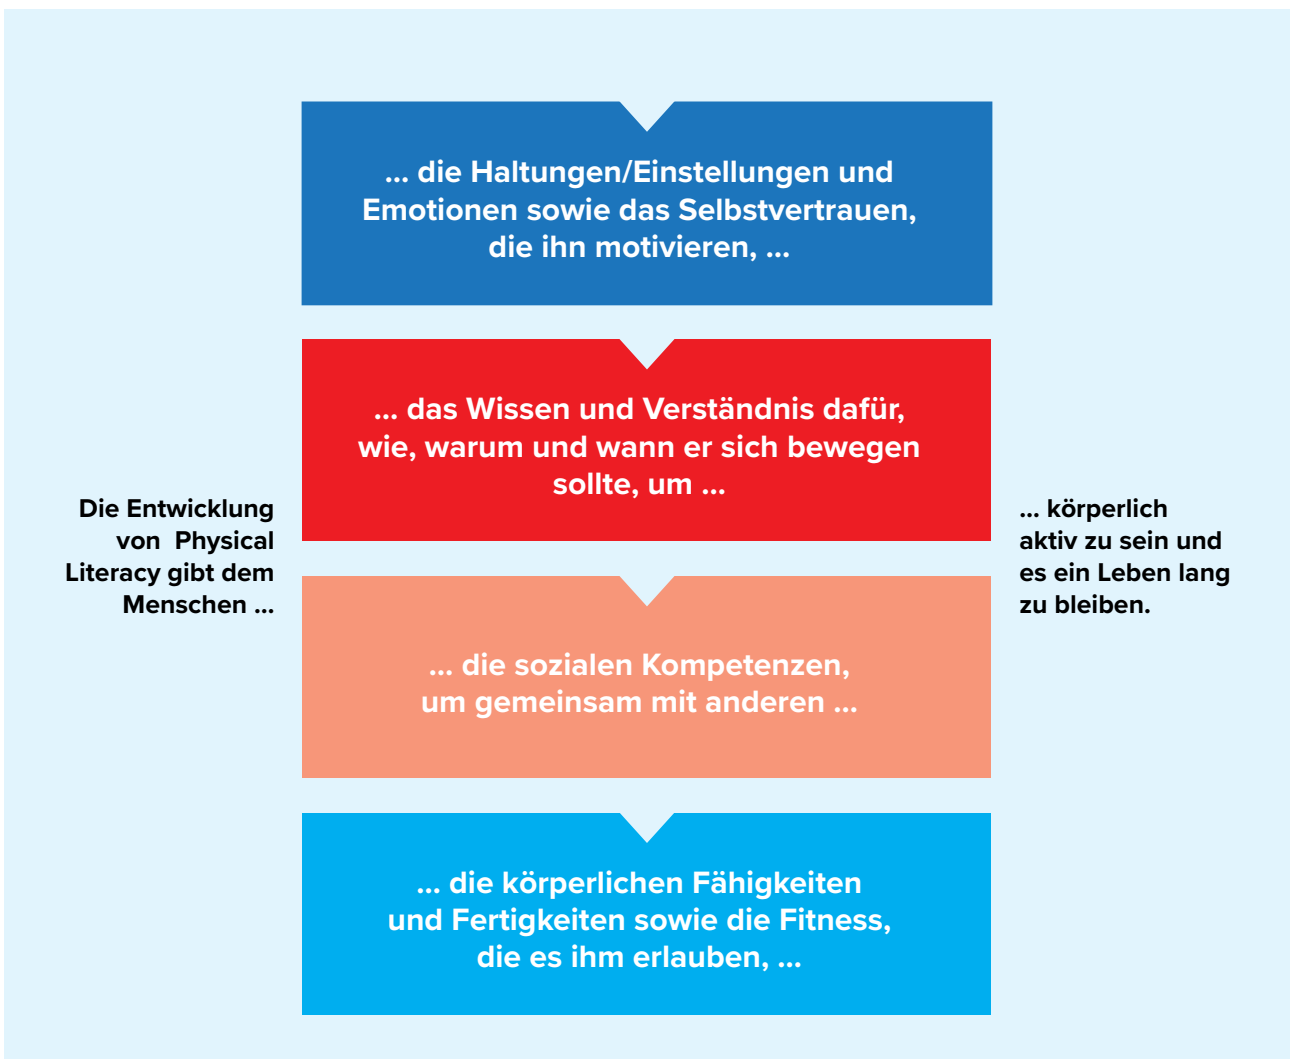 Die Entwicklung
von Physical
Literacy gibt dem
Menschen ...
... die Haltungen/Einstellungen und
Emotionen sowie das Selbstvertrauen,
die ihn motivieren, ...
... das Wissen und Verständnis dafür,
wie, warum und wann er sich bewegen
sollte, um ...
... die sozialen Kompetenzen,
um gemeinsam mit anderen ...
... die körperlichen Fähigkeiten
und Fertigkeiten sowie die Fitness,
die es ihm erlauben, ...
... körperlich
aktiv zu sein und
es ein Leben lang
zu bleiben.